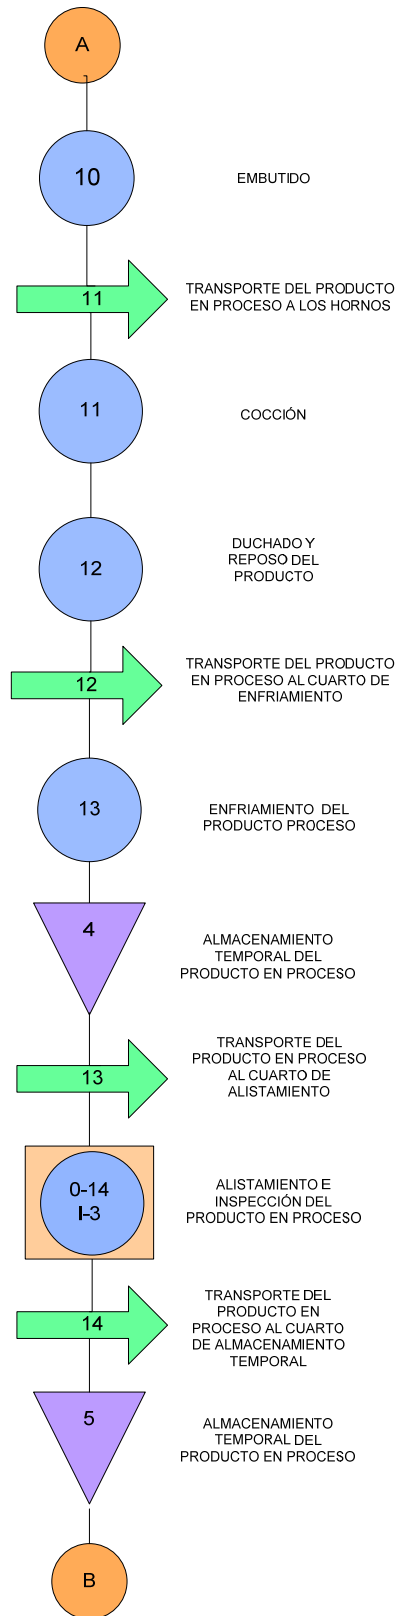 A
10
EMBUTIDO
11
TRANSPORTE DEL PRODUCTO
EN PROCESO A LOS HORNOS
11
COCCIÓN
12
DUCHADO Y
REPOSO DEL
PRODUCTO
12
TRANSPORTE DEL PRODUCTO
EN PROCESO AL CUARTO DE
ENFRIAMIENTO
13
ENFRIAMIENTO DEL
PRODUCTO PROCESO
4
ALMACENAMIENTO
TEMPORAL DEL
PRODUCTO EN PROCESO
13
TRANSPORTE DEL
PRODUCTO EN PROCESO
AL CUARTO DE
ALISTAMIENTO
0-14
I-3
ALISTAMIENTO E
INSPECCIÓN DEL
PRODUCTO EN PROCESO
14
TRANSPORTE DEL
PRODUCTO EN
PROCESO AL CUARTO
DE ALMACENAMIENTO
TEMPORAL
5
ALMACENAMIENTO
TEMPORAL DEL
PRODUCTO EN PROCESO
B